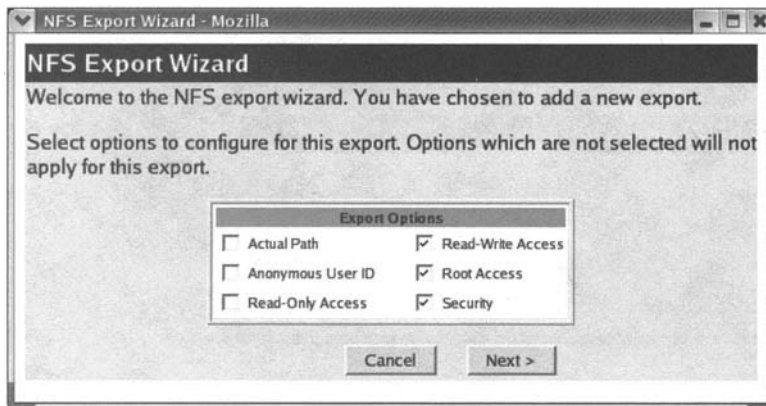 NFS Export Wizard - Mozilla
NFS Export Wizard
Welcome to the NFS export wizard. You have chosen to add a new export.
Select options to configure for this export. Options which are not selected will not
apply for this export.
Export Options
Actual Path
Read-Write Access
Anonymous User ID
Root Access
Read-Only Access
Security
Cancel
Next >